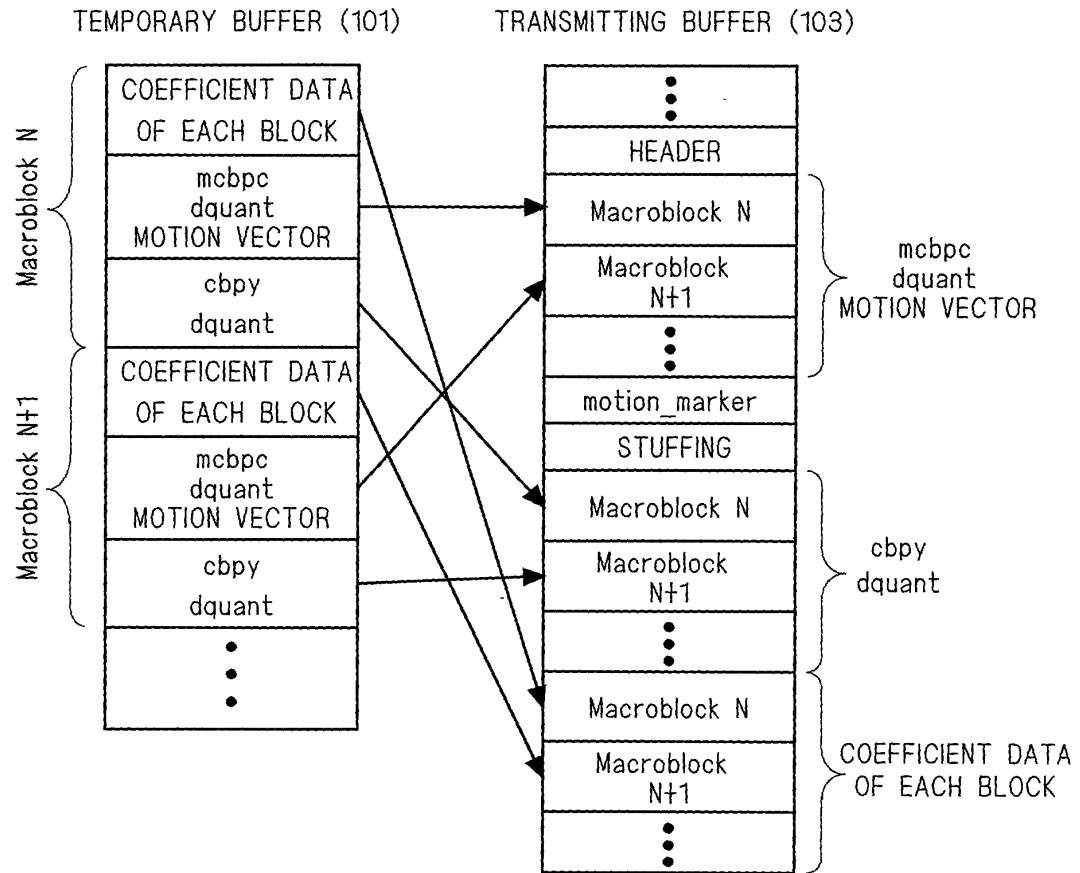 TEMPORARY BUFFER (101)
TRANSMITTING BUFFER (103)
Macroblock N
COEFFICIENT DATA
OF EACH BLOCK
mcbpc
dquant
MOTION VECTOR
cbpy
dquant
Macroblock N+1
COEFFICIENT DATA
OF EACH BLOCK
mcbpc
dquant
MOTION VECTOR
cbpy
dquant
HEADER
Macroblock N
Macroblock
N+1
mcbpc
dquant
MOTION VECTOR
motion_marker
STUFFING
Macroblock N
Macroblock
N+1
cbpy
dquant
Macroblock N
Macroblock
N+1
COEFFICIENT DATA
OF EACH BLOCK